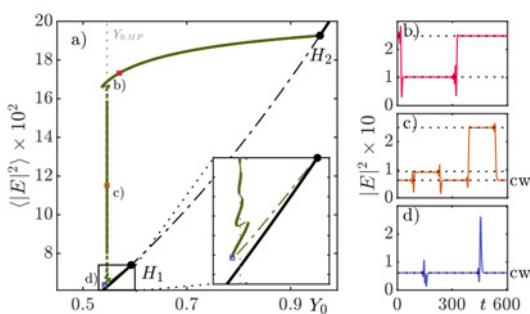 20
18
16
14
12
10
8
⟨|E|²⟩ × 10²
a)
Y₀,MP
b)
c)
d)
H₁
H₂
0.5
0.7
0.9
Y₀
b)
2
1
0
c)
2
1
0
cw
d)
2
1
0
cw
|E|² × 10
0
300
t
600